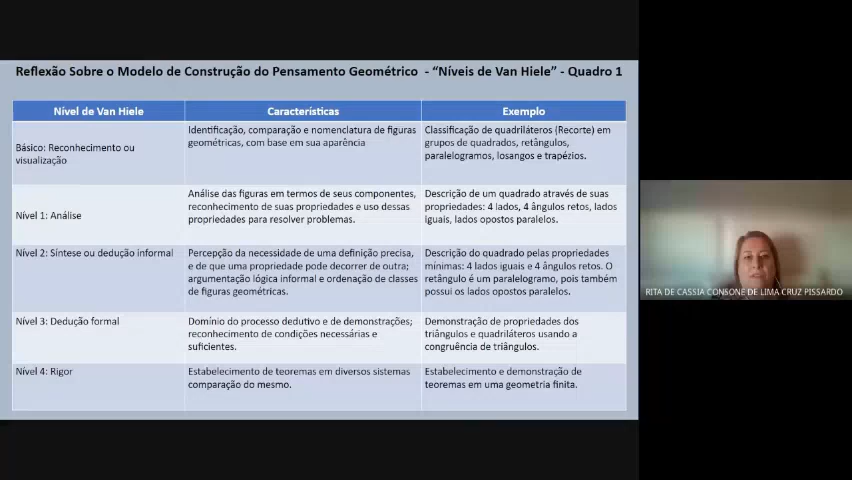 Reflexão Sobre o Modelo de Construção do Pensamento Geométrico - “Níveis de Van Hiele” - Quadro 1
Nível de Van Hiele
Características
Exemplo
Básico: Reconhecimento ou
visualização
Identificação, comparação e nomenclatura de figuras
geométricas, com base em sua aparência
Classificação de quadriláteros (Recorte) em
grupos de quadrados, retângulos,
paralelogramos, losangos e trapézios.
Nível 1: Análise
Análise das figuras em termos de seus componentes,
reconhecimento de suas propriedades e uso dessas
propriedades para resolver problemas.
Descrição de um quadrado através de suas
propriedades: 4 lados, 4 ângulos retos, lados
iguais, lados opostos paralelos.
Nível 2: Síntese ou dedução informal
Percepção da necessidade de uma definição precisa,
e de que uma propriedade pode decorrer de outra;
argumentação lógica informal e ordenação de classes
de figuras geométricas.
Descrição do quadrado pelas propriedades
mínimas: 4 lados iguais e 4 ângulos retos. O
retângulo é um paralelogramo, pois também
possui os lados opostos paralelos.
Nível 3: Dedução formal
Domínio do processo dedutivo e de demonstrações;
reconhecimento de condições necessárias e
suficientes.
Demonstração de propriedades dos
triângulos e quadriláteros usando a
congruência de triângulos.
Nível 4: Rigor
Estabelecimento de teoremas em diversos sistemas
comparação do mesmo.
Estabelecimento e demonstração de
teoremas em uma geometria finita.
RITA DE CASSIA CONSONE DE LIMA CRUZ PISSARDO